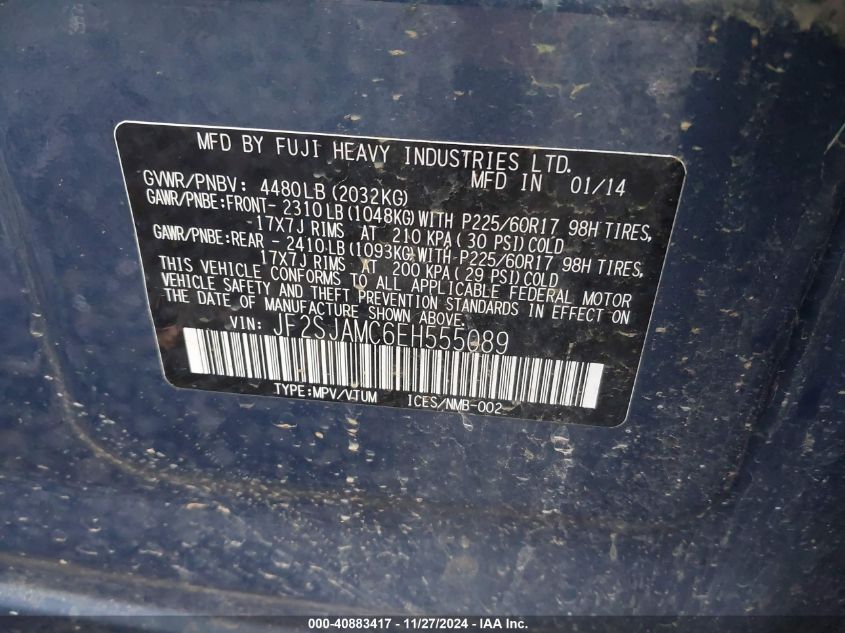 MFD BY FUJI HEAVY INDUSTRIES LTD.
MFD IN 01/14
GVWR/PNBV: 4480LB (2032KG)
GAWR/PNBE:FRONT- 2310LB (1048KG) WITH P225/60R17 98H TIRES,
-17X7J RIMS AT 210 KPA (30 PSI) COLD
GAWR/PNBE:REAR - 2410LB (1093KG) WITH P225/60R17 98H TIRES,
17X7J RIMS AT 200 KPA (29 PSI) COLD
THIS VEHICLE CONFORMS TO ALL APPLICABLE FEDERAL MOTOR
VEHICLE SAFETY AND THEFT PREVENTION STANDARDS IN EFFECT ON
THE DATE OF MANUFACTURE SHOWN ABOVE.
VIN: JF2SJAMC6EH555089
TYPE:MPV/VTUM ICES/NMB-002
000-40883417 - 11/27/2024 - IAA Inc.